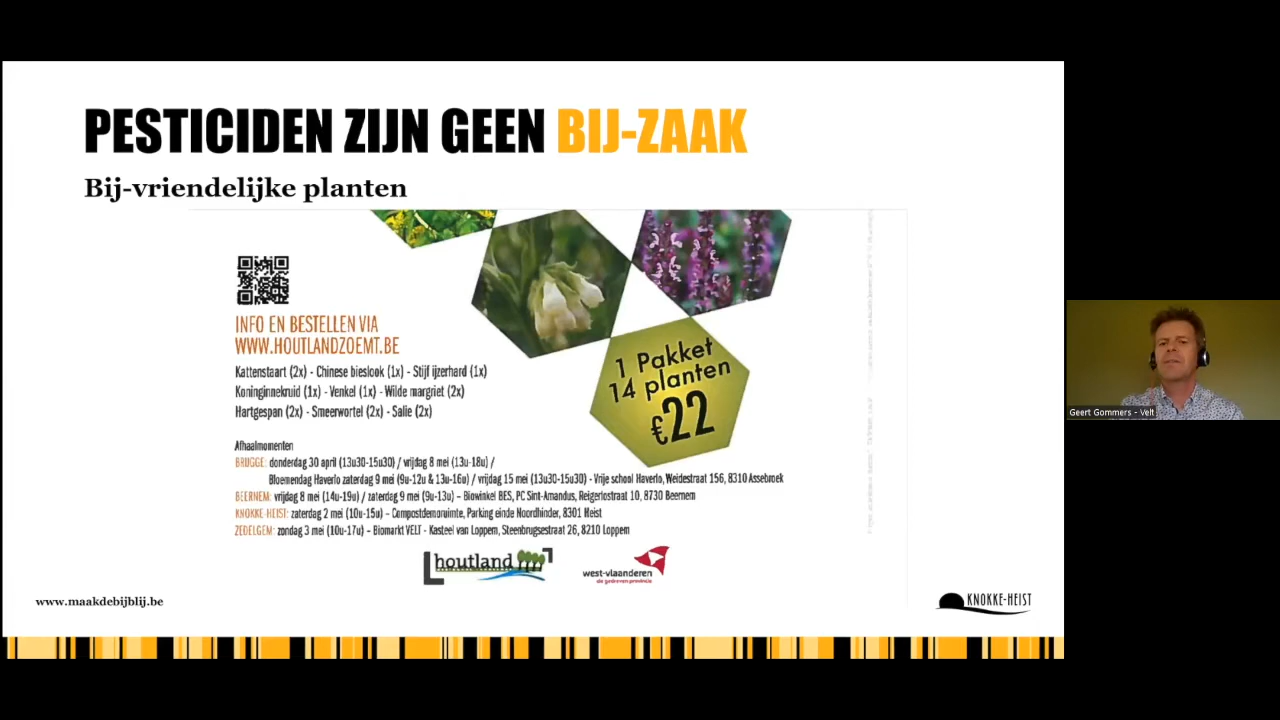 PESTICIDEN ZIJN GEEN BIJ-ZAAK
Bij-vriendelijke planten
INFO EN BESTELLEN VIA
WWW.HOUTLANDZOEMT.BE
Kattenstaart (2x) - Chinese bieslook (1x) - Stijf ijzerhard (1x)
Koninginnekruid (1x) - Venkel (1x) - Wilde margriet (2x)
Hartgespan (2x) - Smeerwortel (2x) - Salie (2x)
1 Pakket
14 planten
€22
Afhaalmomenten
BRUGGE: donderdag 30 april (13u30-15u30) / vrijdag 8 mei (13u-18u) /
Bloemendag Haverlo zaterdag 9 mei (9u-12u & 13u-16u) / vrijdag 15 mei (13u30-15u30) - Vrije school Haverlo, Weidestraat 156, 8310 Assebroek
BEERNEM: vrijdag 8 mei (14u-19u) / zaterdag 9 mei (9u-13u) – Biowinkel BES, PC Sint-Amandus, Reigerlostraat 10, 8730 Beernem
KNOKKE-HEIST: zaterdag 2 mei (10u-15u) – Compostdemoruimte, Parking einde Noordhinder, 8301 Heist
ZEDELGEM: zondag 3 mei (10u-17u) – Biomarkt VELT - Kasteel van Loppem, Steenbrugsestraat 26, 8210 Loppem
houtland
west-vlaanderen
de gedreven provincie
www.maakdebijblij.be
KNOKKE-HEIST
Geert Gommers - Velt